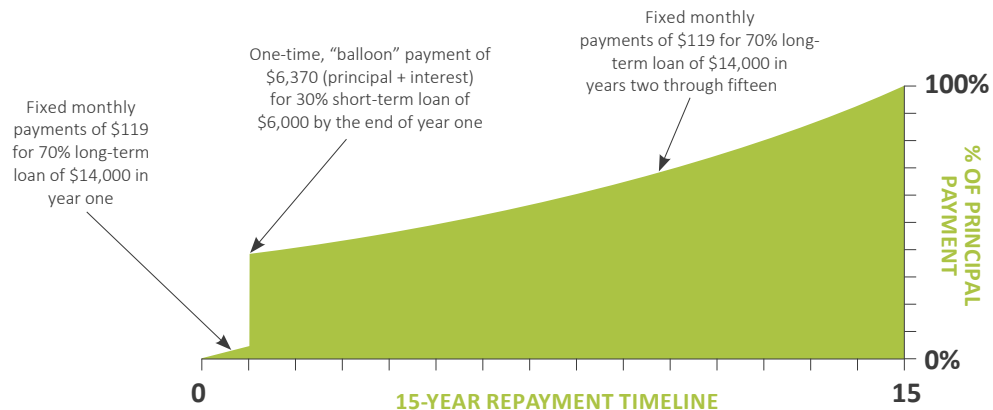 Fixed monthly
payments of $119
for 70% long-term
loan of $14,000 in
year one
One-time, “balloon” payment of
$6,370 (principal + interest)
for 30% short-term loan of
$6,000 by the end of year one
Fixed monthly
payments of $119 for 70% long-
term loan of $14,000 in
years two through fifteen
100%
% OF PRINCIPAL
PAYMENT
0%
0
15-YEAR REPAYMENT TIMELINE
15